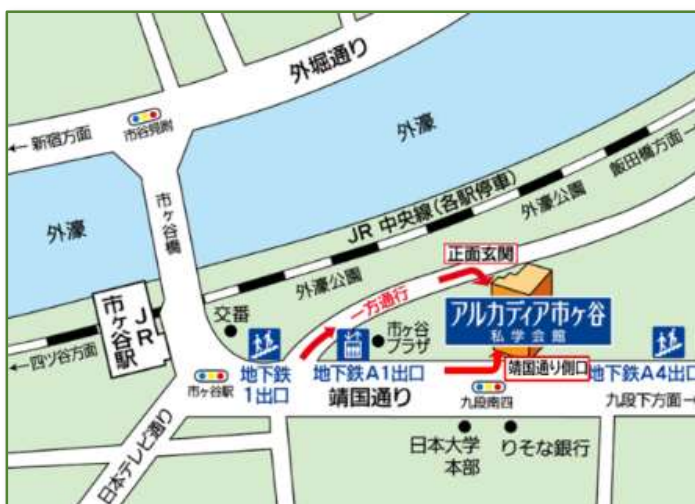 外堀通り
←新宿方面
市谷見附
外濠
飯田橋方面→
市ヶ谷橋
JR 中央線(各駅停車)
外濠公園
外濠
正面玄関
外濠公園
一方通行
アルカディア市ヶ谷
私学会館
JR
市ヶ谷駅
交番
市ヶ谷
プラザ
←四ツ谷方面
地下鉄
1出口
地下鉄A1出口
靖国通り側口
地下鉄A4出口
市ヶ谷駅
靖国通り
九段南四
九段下方面→
日本テレビ通り
日本大学
本部
りそな銀行